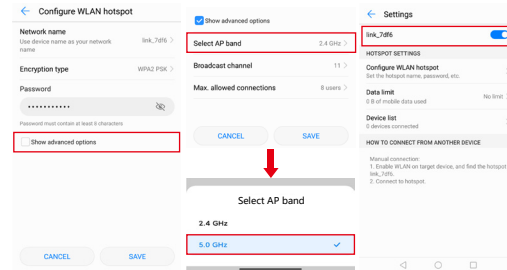 Configure WLAN hotspot
Network name
Use device name as your network
name
link_7df6
Encryption type
WPA2 PSK
Password
Password must contain at least 8 characters
Show advanced options
CANCEL
SAVE
Show advanced options
Select AP band
2.4 GHz
Broadcast channel
11
Max. allowed connections
8 users
CANCEL
SAVE
Select AP band
2.4 GHz
5.0 GHz
Settings
link_7df6
HOTSPOT SETTINGS
Configure WLAN hotspot
Set the hotspot name, password, etc.
Data limit
0 B of mobile data used
No limit
Device list
0 devices connected
HOW TO CONNECT FROM ANOTHER DEVICE
Manual connection:
1. Enable WLAN on target device, and find the hotspot
link_7df6.
2. Connect to hotspot.